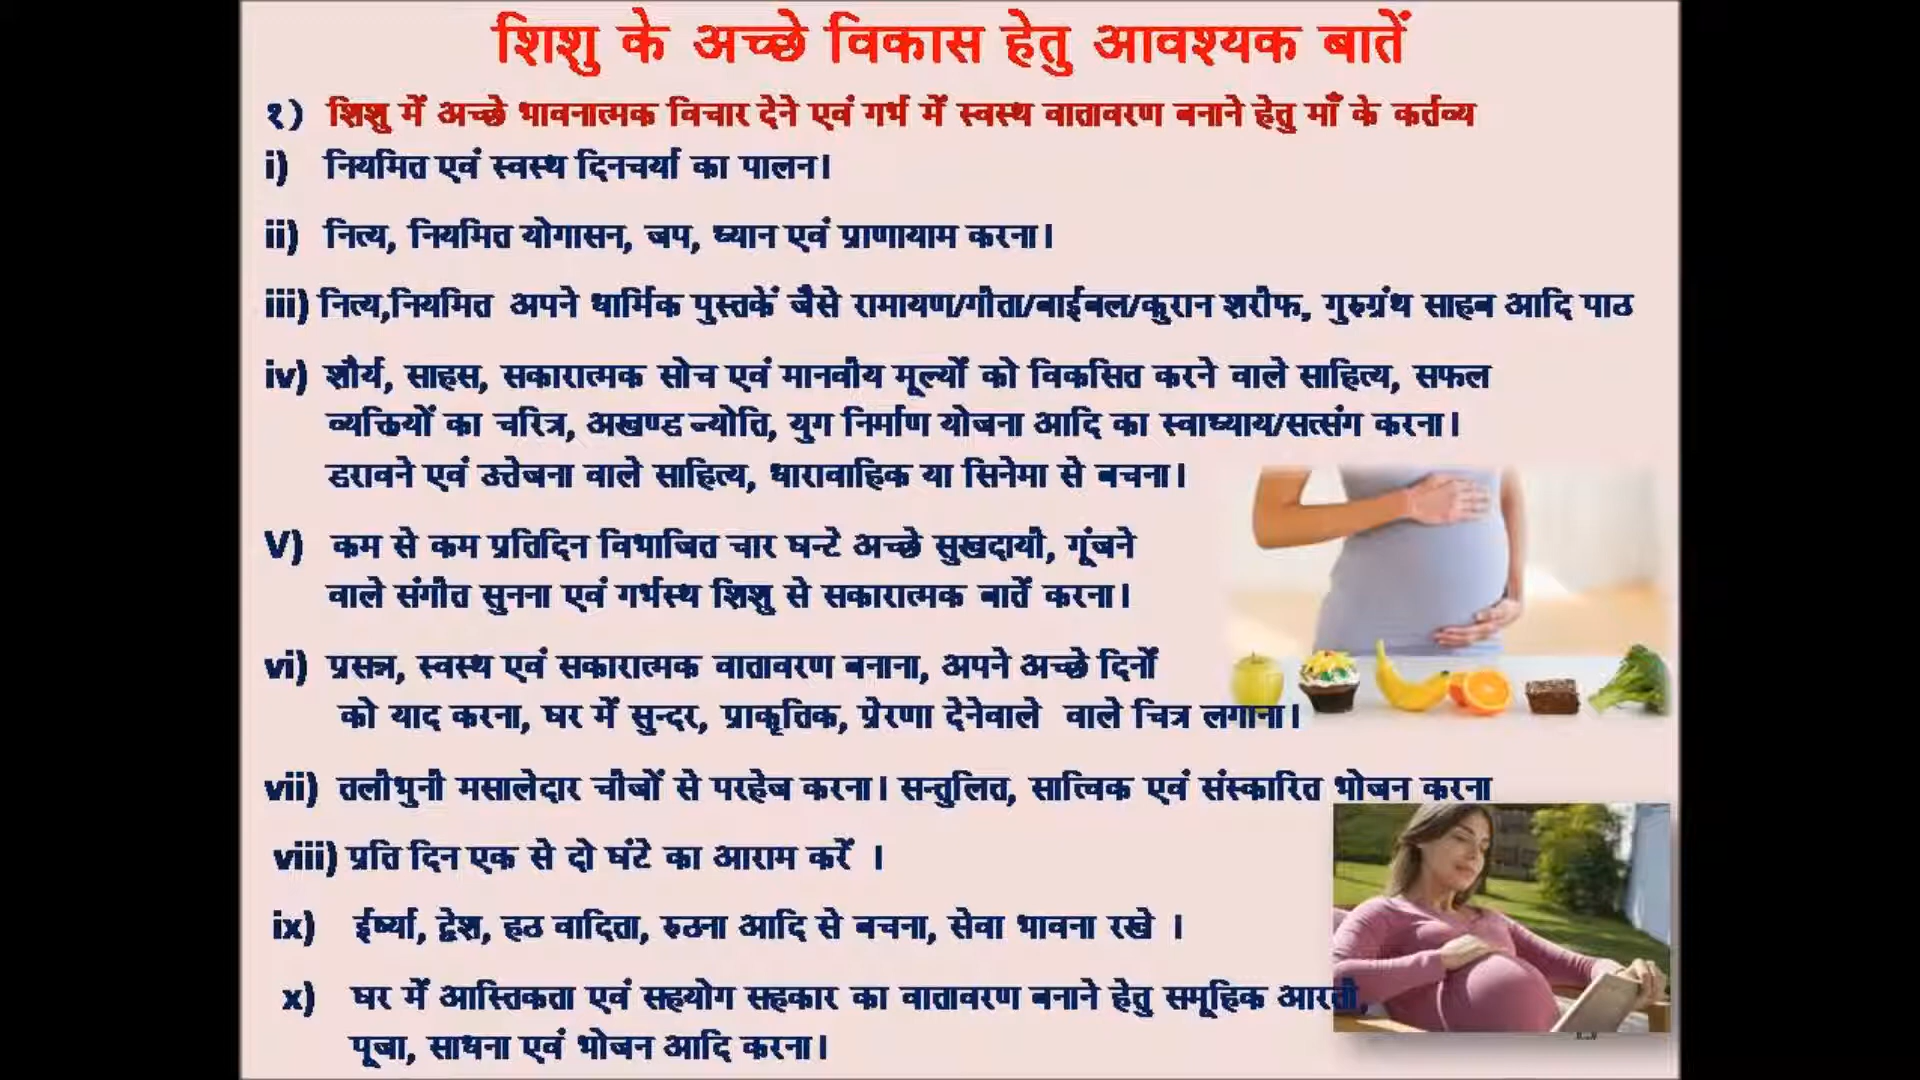 शिशु के अच्छे विकास हेतु आवश्यक बातें
१) शिशु में अच्छे भावनात्मक विचार देने एवं गर्भ में स्वस्थ वातावरण बनाने हेतु माँ के कर्तव्य
i) नियमित एवं स्वस्थ दिनचर्या का पालन।
ii) नित्य, नियमित योगासन, जप, ध्यान एवं प्राणायाम करना।
iii) नित्य,नियमित अपने धार्मिक पुस्तकें जैसे रामायण/गीता/बाईबल/कुरान शरीफ, गुरुग्रंथ साहब आदि पाठ
iv) शौर्य, साहस, सकारात्मक सोच एवं मानवीय मूल्यों को विकसित करने वाले साहित्य, सफल
व्यक्तियों का चरित्र, अखण्ड ज्योति, युग निर्माण योजना आदि का स्वाध्याय/सत्संग करना।
डरावने एवं उत्तेजना वाले साहित्य, धारावाहिक या सिनेमा से बचना।
V) कम से कम प्रतिदिन विभाजित चार घन्टे अच्छे सुखदायी, गूंजने
वाले संगीत सुनना एवं गर्भस्थ शिशु से सकारात्मक बातें करना।
vi) प्रसन्न, स्वस्थ एवं सकारात्मक वातावरण बनाना, अपने अच्छे दिनों
को याद करना, घर में सुन्दर, प्राकृतिक, प्रेरणा देनेवाले वाले चित्र लगाना।
vii) तलीभुनी मसालेदार चीजों से परहेज करना। सन्तुलित, सात्विक एवं संस्कारित भोजन करना
viii) प्रति दिन एक से दो घंटे का आराम करें ।
ix) ईर्ष्या, द्वेश, हठ वादिता, रुठना आदि से बचना, सेवा भावना रखे ।
x) घर में आस्तिकता एवं सहयोग सहकार का वातावरण बनाने हेतु समूहिक आरती,
पूजा, साधना एवं भोजन आदि करना।